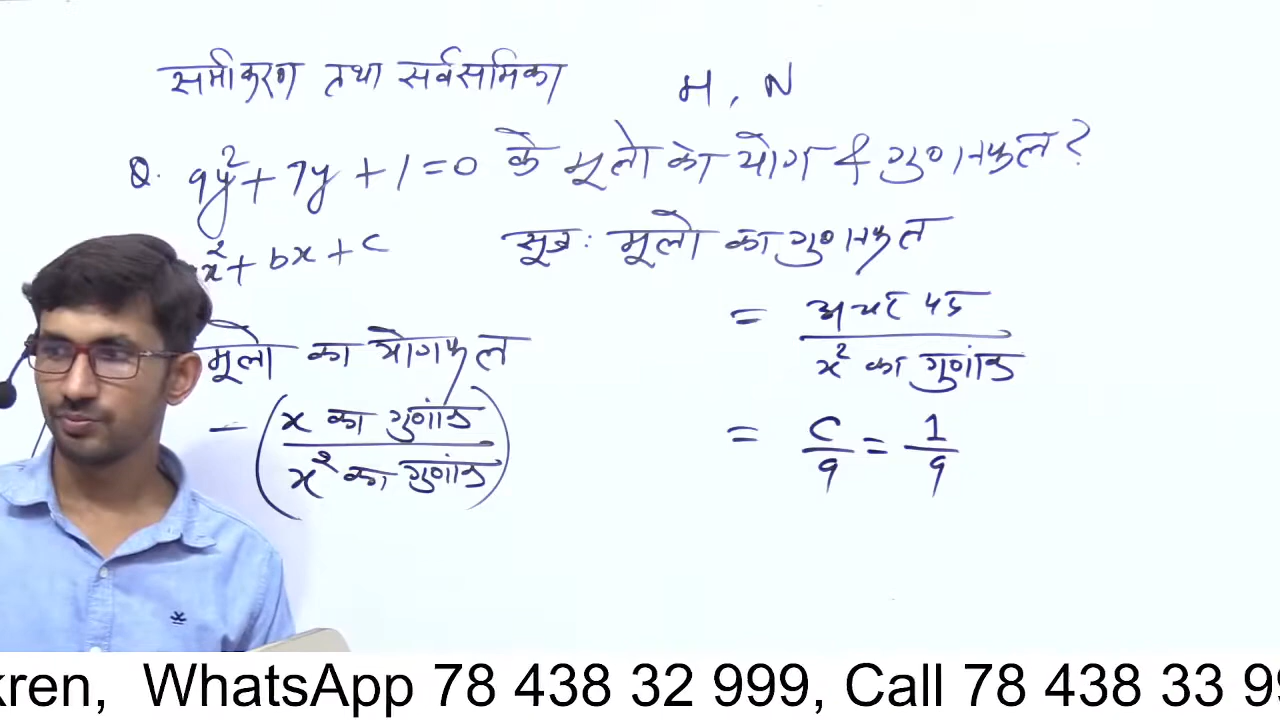 समीकरण तथा सर्वसमिका
M, N
Q. 9y²+7y+1=0 के मूलो का योग & गुणनफल?
x²+bx+c
सूत्र: मूलो का गुणनफल
= अचर पद / x² का गुणांक
मूलो का योगफल
-(x का गुणांक / x² का गुणांक)
= c/9 = 1/9
kren, WhatsApp 78 438 32 999, Call 78 438 33 99